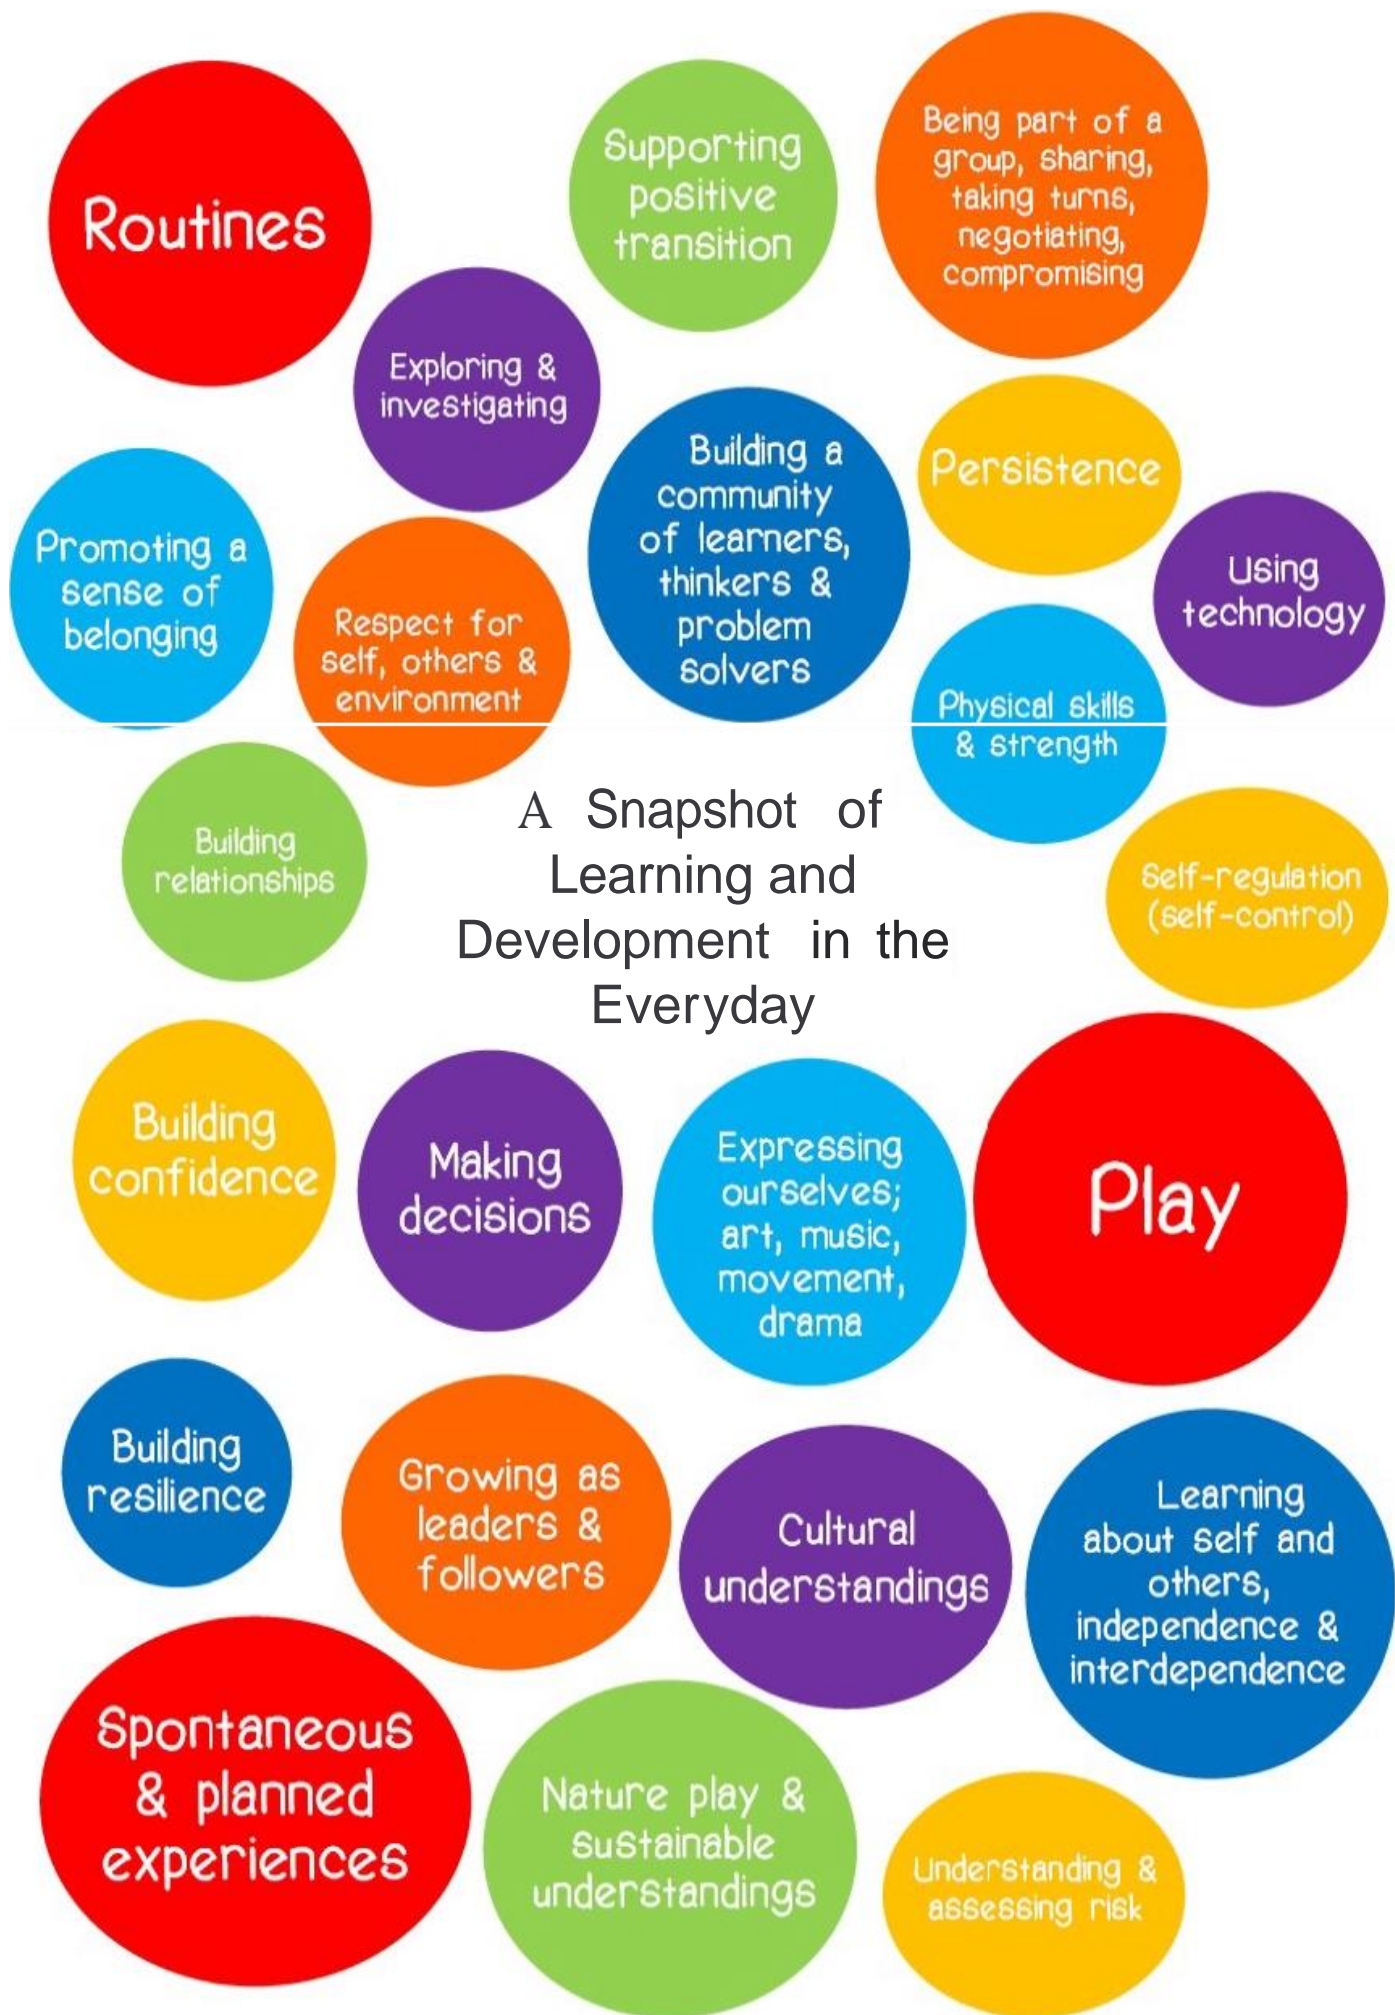 Routines
Supporting
positive
transition
Being part of a
group, sharing,
taking turns,
negotiating,
compromising
Exploring &
investigating
Building a
community
of learners,
thinkers &
problem
solvers
Persistence
Using
technology
Promoting a
sense of
belonging
Respect for
self, others &
environment
Physical skills
& strength
Building
relationships
A Snapshot of
Learning and
Development in the
Everyday
Self-regulation
(self-control)
Building
confidence
Making
decisions
Expressing
ourselves;
art, music,
movement,
drama
Play
Building
resilience
Growing as
leaders &
followers
Cultural
understandings
Learning
about self and
others,
independence &
interdependence
Spontaneous
& planned
experiences
Nature play &
sustainable
understandings
Understanding &
assessing risk